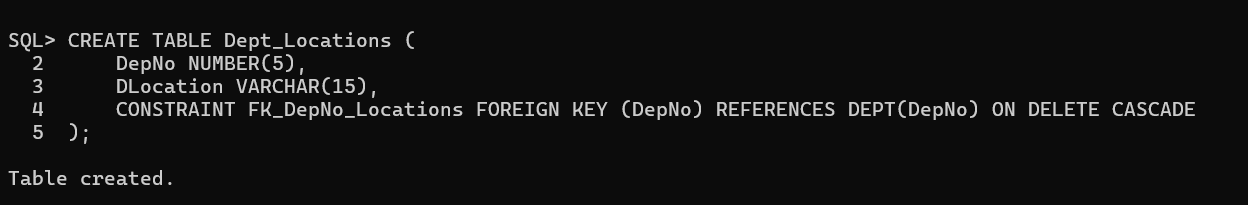 SQL> CREATE TABLE Dept_Locations (
  2      DepNo NUMBER(5),
  3      DLocation VARCHAR(15),
  4      CONSTRAINT FK_DepNo_Locations FOREIGN KEY (DepNo) REFERENCES DEPT(DepNo) ON DELETE CASCADE
  5  );
Table created.